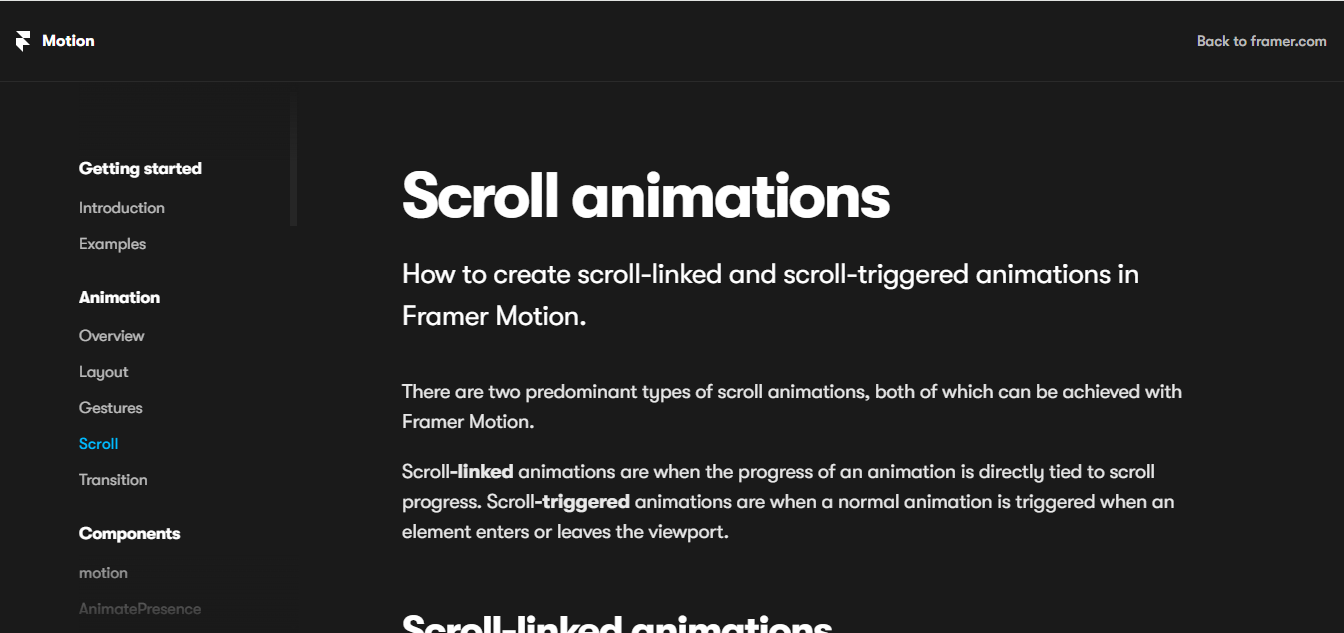 Motion
Back to framer.com
Getting started
Introduction
Examples
Animation
Overview
Layout
Gestures
Scroll
Transition
Components
motion
AnimatePresence
Scroll animations
How to create scroll-linked and scroll-triggered animations in
Framer Motion.
There are two predominant types of scroll animations, both of which can be achieved with
Framer Motion.
Scroll-linked animations are when the progress of an animation is directly tied to scroll
progress. Scroll-triggered animations are when a normal animation is triggered when an
element enters or leaves the viewport.
Scroll-linked animations